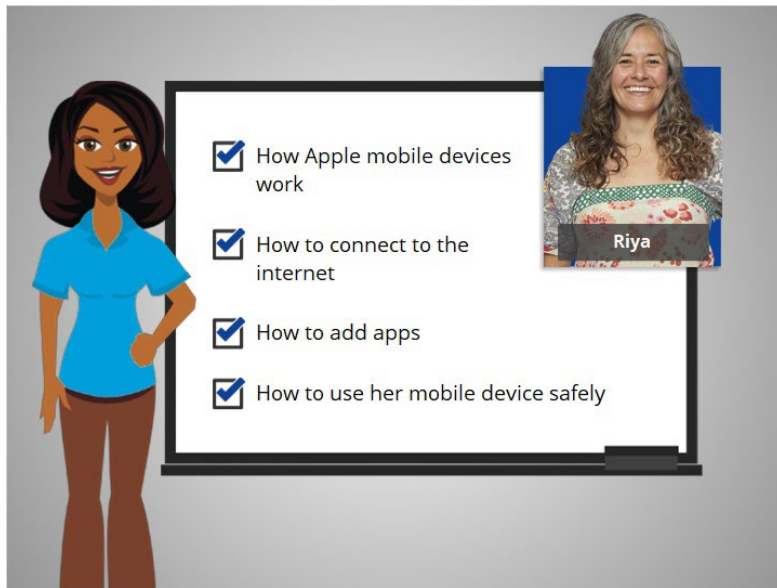 How Apple mobile devices
work
Riya
How to connect to the
internet
How to add apps
How to use her mobile device safely